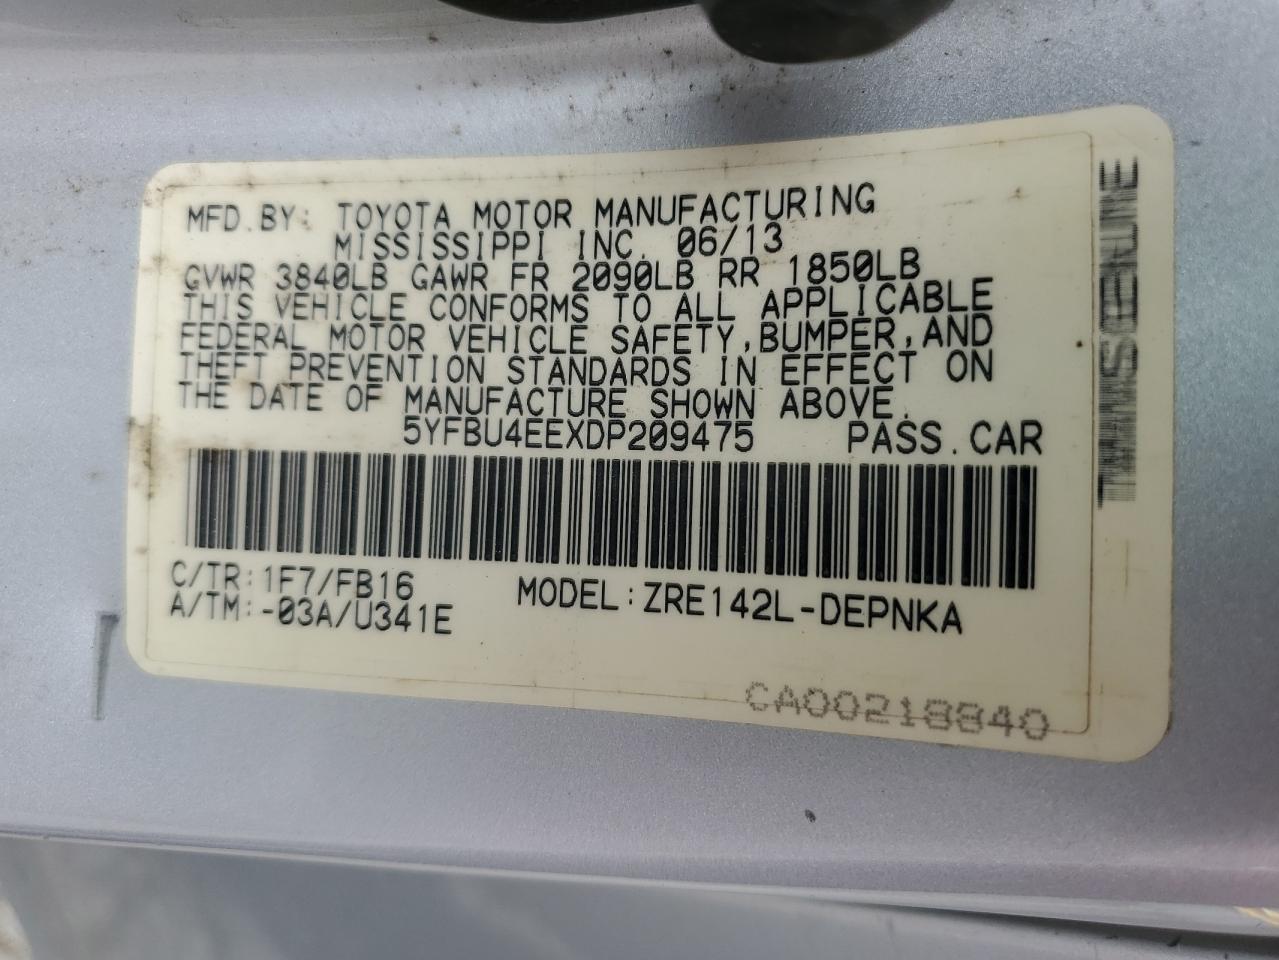 MFD.BY: TOYOTA MOTOR MANUFACTURING
MISSISSIPPI INC. 06/13
GVWR 3840LB GAWR FR 2090LB RR 1850LB
THIS VEHICLE CONFORMS TO ALL APPLICABLE
FEDERAL MOTOR VEHICLE SAFETY,BUMPER,AND
THEFT PREVENTION STANDARDS IN EFFECT ON
THE DATE OF MANUFACTURE SHOWN ABOVE.
5YFBU4EEXDP209475 PASS.CAR
C/TR:1F7/FB16
A/TM:-03A/U341E
MODEL:ZRE142L-DEPNKA
CA00218840